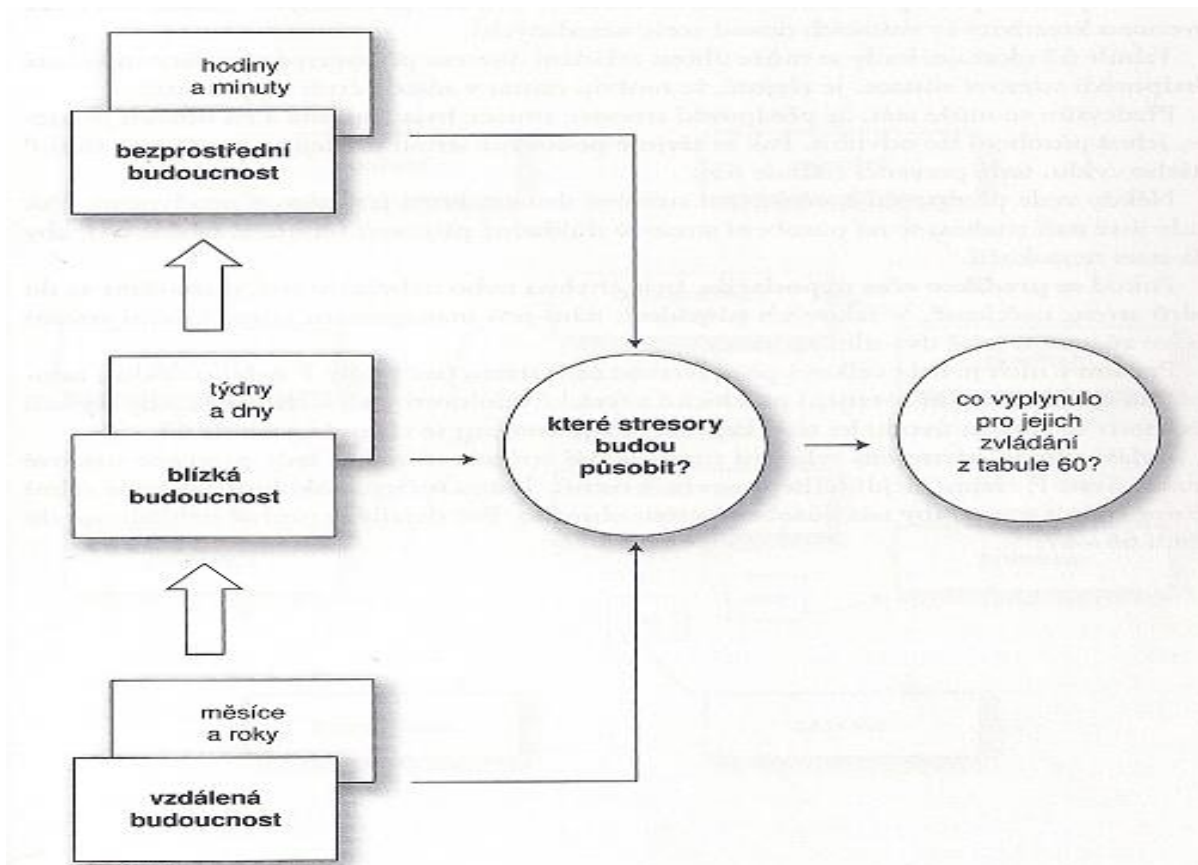 hodiny
a minuty
bezprostřední
budoucnost
týdny
a dny
blízká
budoucnost
měsíce
a roky
vzdálená
budoucnost
které stresory
budou
působit?
co vyplynulo
pro jejich
zvládání
z tabule 60?